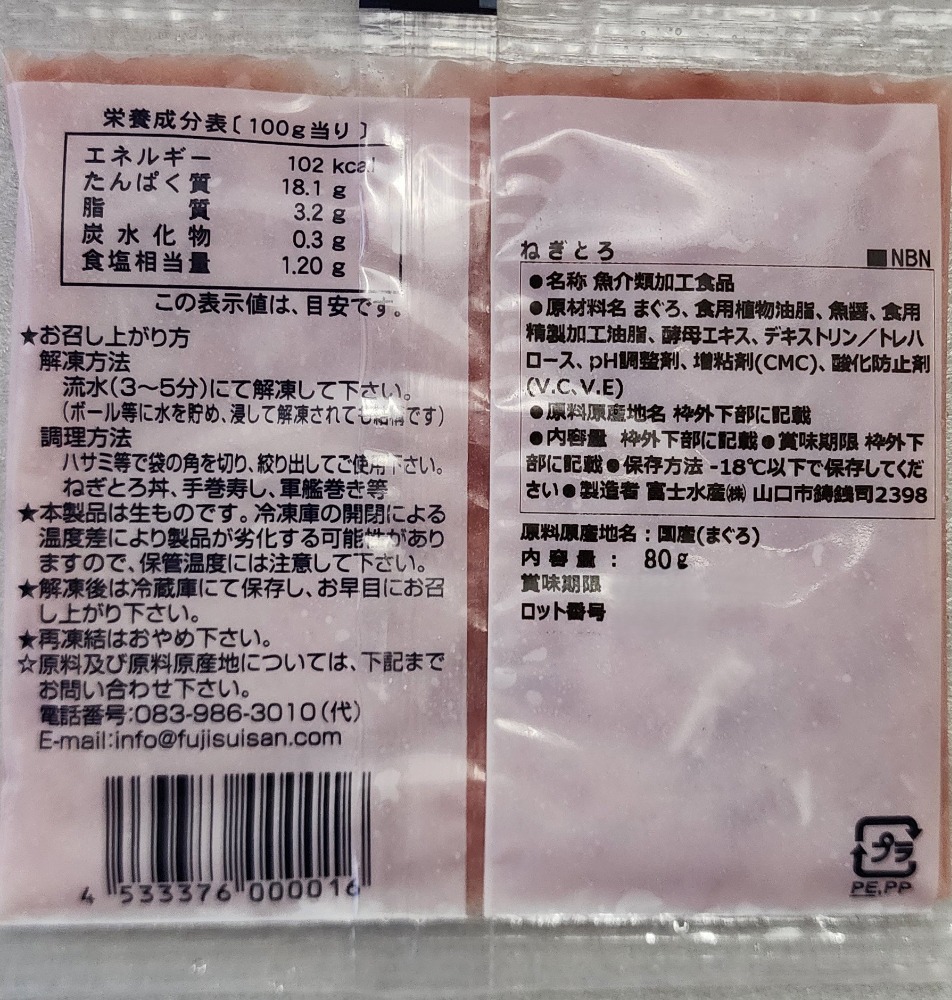 栄養成分表〔100g当り〕
エネルギー 102 kcal
たんぱく質 18.1 g
脂質 3.2 g
炭水化物 0.3 g
食塩相当量 1.20 g
この表示値は、目安です。
★お召し上がり方
解凍方法
流水(3〜5分)にて解凍して下さい。
(ボール等に水を貯め、浸して解凍されても結構です)
調理方法
ハサミ等で袋の角を切り、絞り出してご使用下さい。
ねぎとろ丼、手巻寿し、軍艦巻き等
★本製品は生ものです。冷凍庫の開閉による
温度差により製品が劣化する可能性があり
ますので、保管温度には注意して下さい。
★解凍後は冷蔵庫にて保存し、お早目にお召
し上がり下さい。
★再凍結はおやめ下さい。
☆原料及び原料原産地については、下記まで
お問い合わせ下さい。
電話番号:083-986-3010(代)
E-mail:info@fujisuisan.com
4 533376 000016
ねぎとろ ■NBN
●名称 魚介類加工食品
●原材料名 まぐろ、食用植物油脂、魚醤、食用
精製加工油脂、酵母エキス、デキストリン/トレハ
ロース、pH調整剤、増粘剤(CMC)、酸化防止剤
(V.C、V.E)
●原料原産地名 枠外下部に記載
●内容量 枠外下部に記載●賞味期限 枠外下
部に記載●保存方法 -18℃以下で保存してくだ
さい●製造者 富士水産㈱ 山口市鋳銭司2398
原料原産地名:国産(まぐろ)
内容量: 80g
賞味期限
ロット番号
プラ
PE,PP